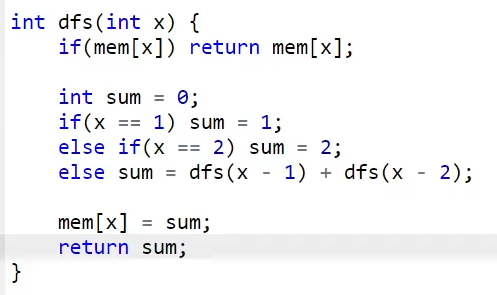 int dfs(int x) {
    if(mem[x]) return mem[x];

    int sum = 0;
    if(x == 1) sum = 1;
    else if(x == 2) sum = 2;
    else sum = dfs(x - 1) + dfs(x - 2);

    mem[x] = sum;
    return sum;
}